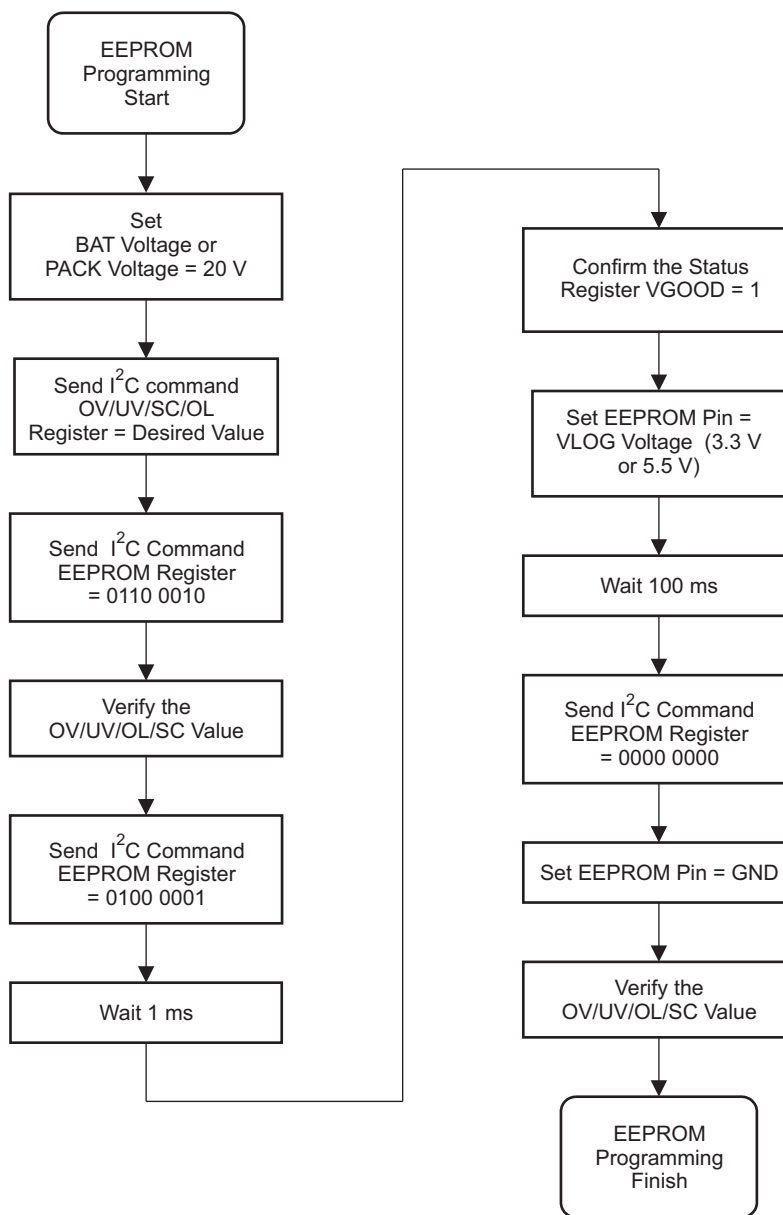 EEPROM
Programming
Start
Set
BAT Voltage or
PACK Voltage = 20 V
Send I²C command
OV/UV/SC/OL
Register = Desired Value
Send I²C Command
EEPROM Register
= 0110 0010
Verify the
OV/UV/OL/SC Value
Send I²C Command
EEPROM Register
= 0100 0001
Wait 1 ms
Confirm the Status
Register VGOOD = 1
Set EEPROM Pin =
VLOG Voltage (3.3 V
or 5.5 V)
Wait 100 ms
Send I²C Command
EEPROM Register
= 0000 0000
Set EEPROM Pin = GND
Verify the
OV/UV/OL/SC Value
EEPROM
Programming
Finish